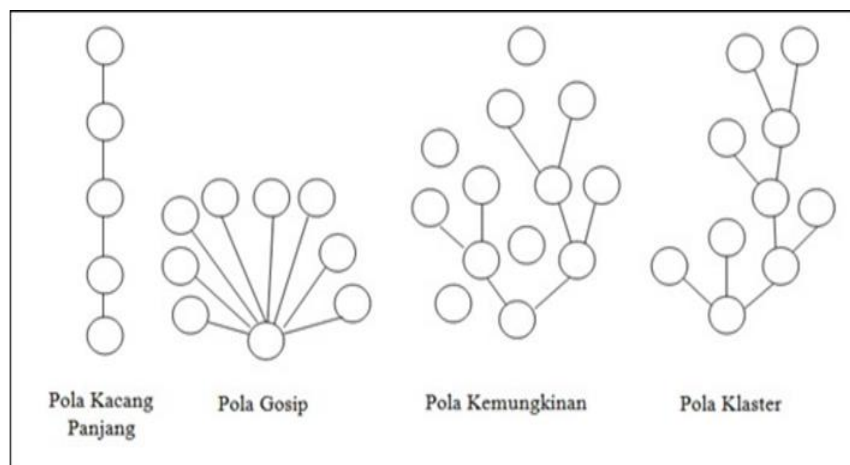 Pola Kacang
Panjang
Pola Gosip
Pola Kemungkinan
Pola Klaster